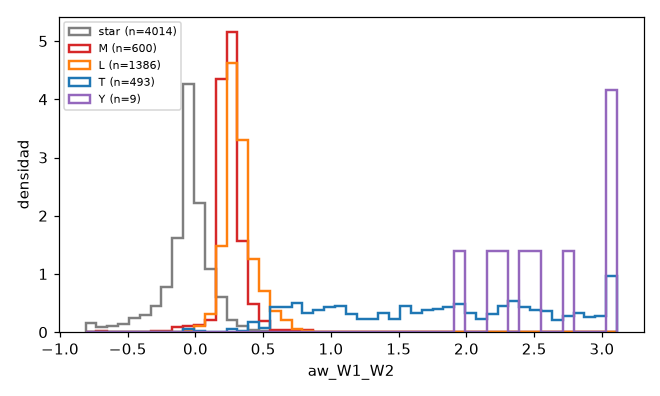 star (n=4014)
M (n=600)
L (n=1386)
T (n=493)
Y (n=9)
densidad
5
4
3
2
1
0
−1.0 −0.5 0.0 0.5 1.0 1.5 2.0 2.5 3.0
aw_W1_W2